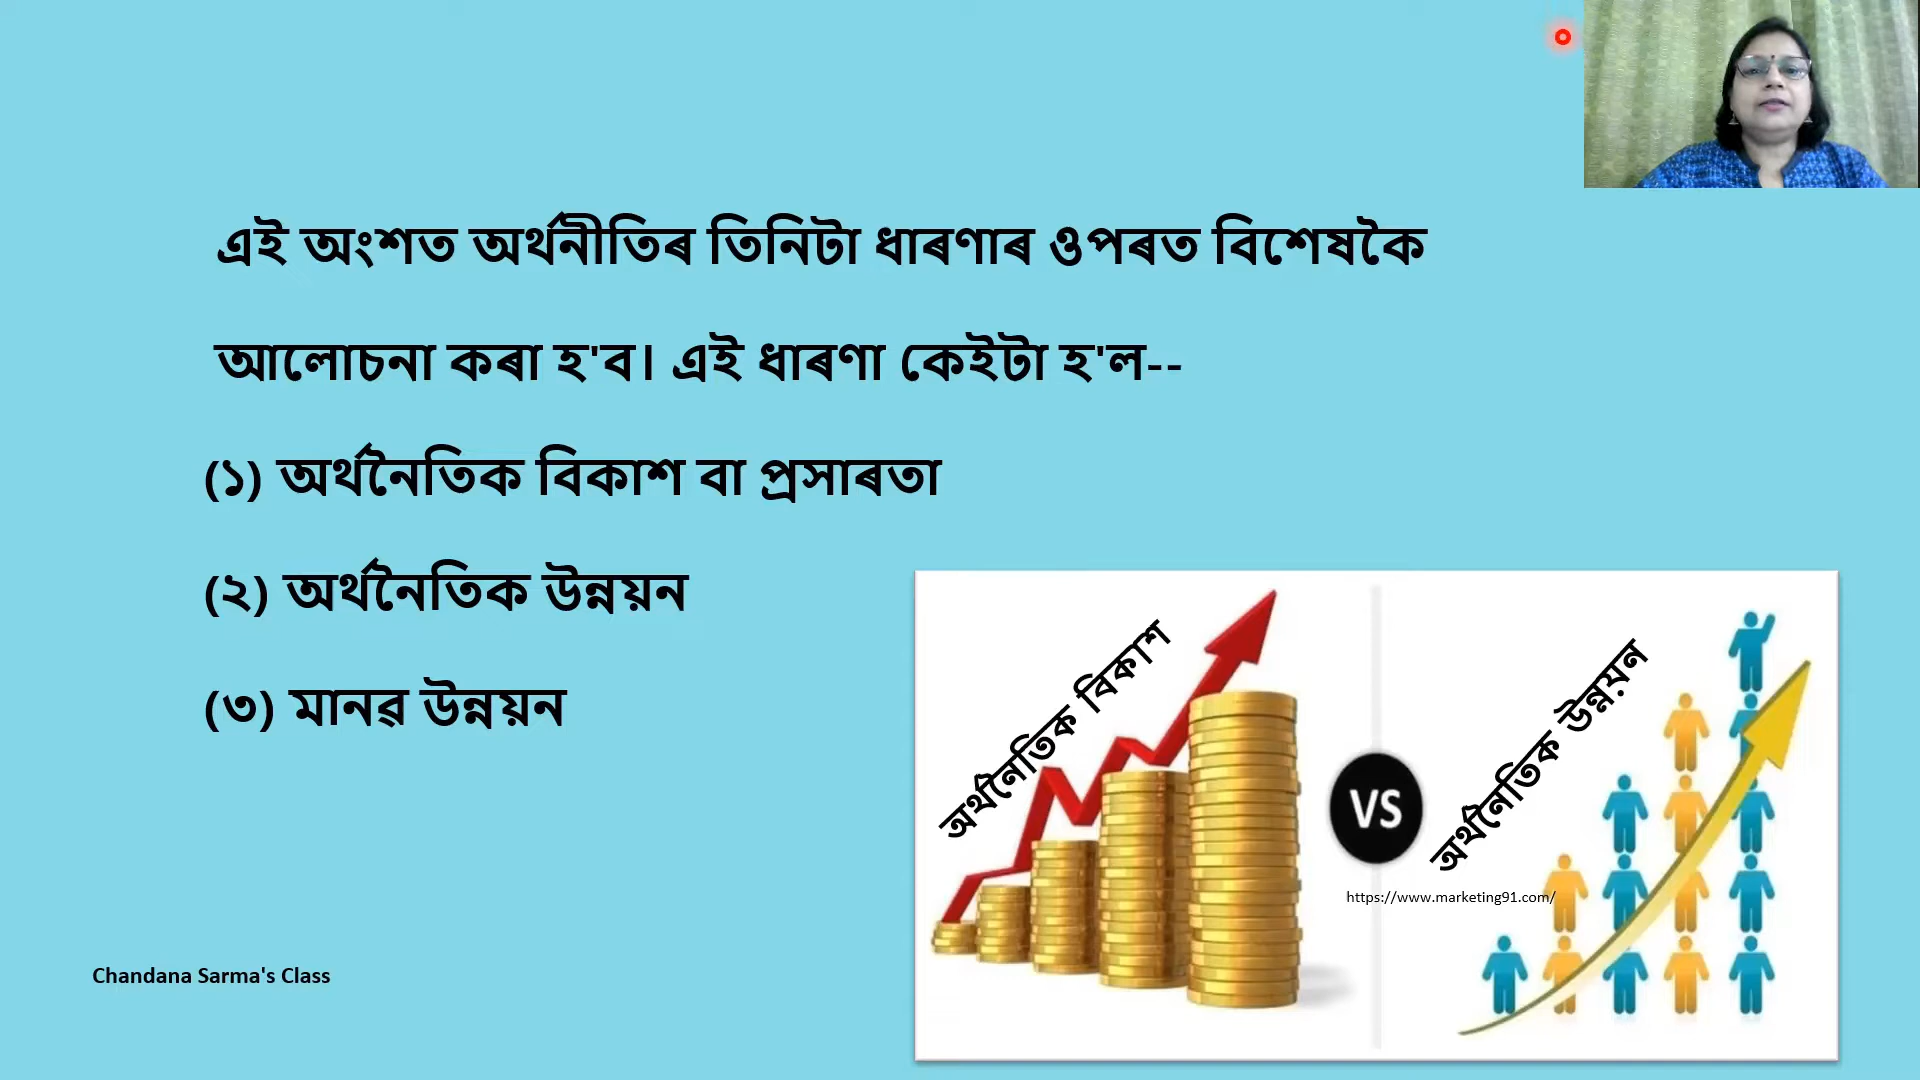 এই অংশত অৰ্থনীতিৰ তিনিটা ধাৰণাৰ ওপৰত বিশেষকৈ
আলোচনা কৰা হ'ব। এই ধাৰণা কেইটা হ'ল--
(১) অৰ্থনৈতিক বিকাশ বা প্ৰসাৰতা
(২) অৰ্থনৈতিক উন্নয়ন
(৩) মানৱ উন্নয়ন
অৰ্থনৈতিক বিকাশ
VS
অৰ্থনৈতিক উন্নয়ন
https://www.marketing91.com/
Chandana Sarma's Class